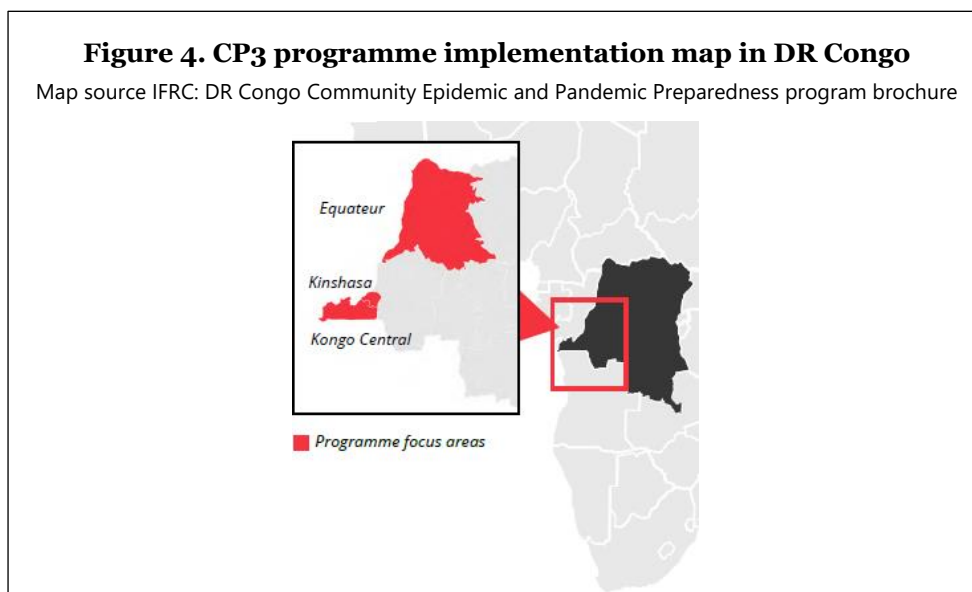 Figure 4. CP3 programme implementation map in DR Congo
Map source IFRC: DR Congo Community Epidemic and Pandemic Preparedness program brochure
Equateur
Kinshasa
Kongo Central
Programme focus areas